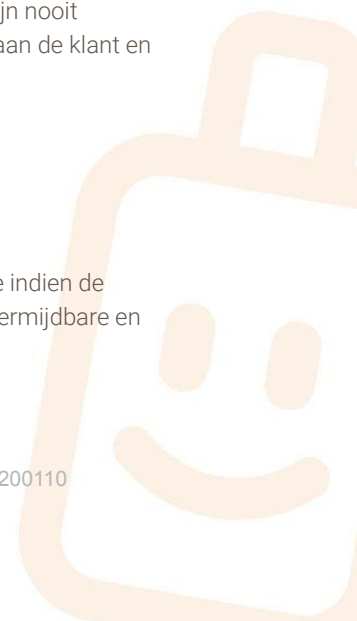 jn nooit
aan de klant en
e indien de
ermijdbare en
200110